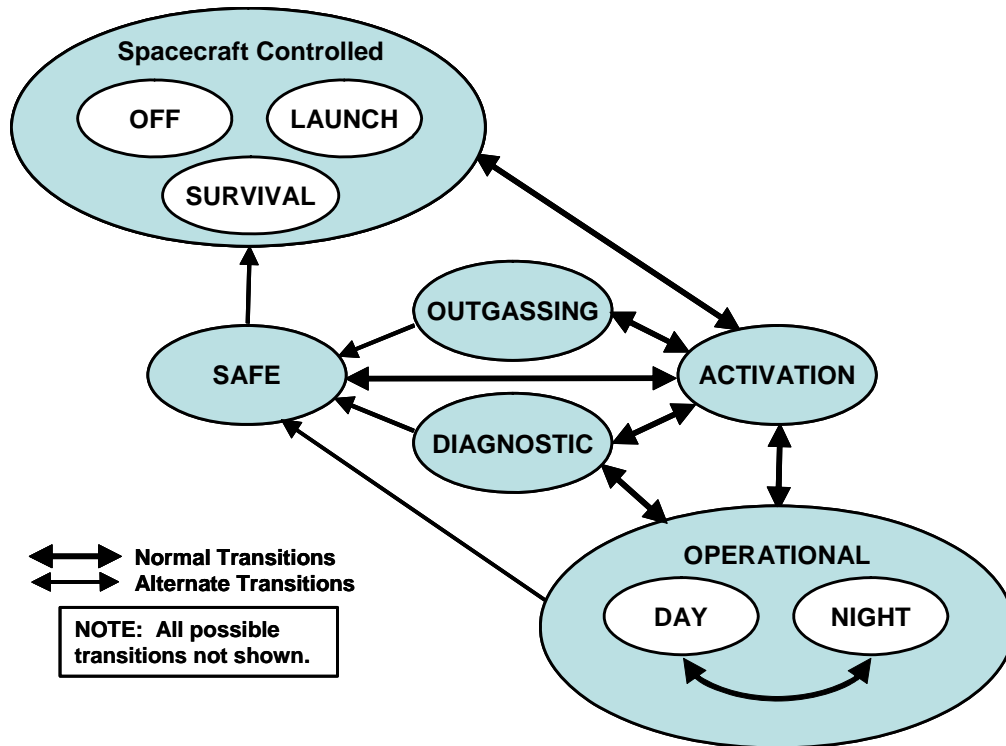 Spacecraft Controlled
OFF
LAUNCH
SURVIVAL
OUTGASSING
SAFE
ACTIVATION
DIAGNOSTIC
OPERATIONAL
DAY
NIGHT
Normal Transitions
Alternate Transitions
NOTE: All possible
transitions not shown.